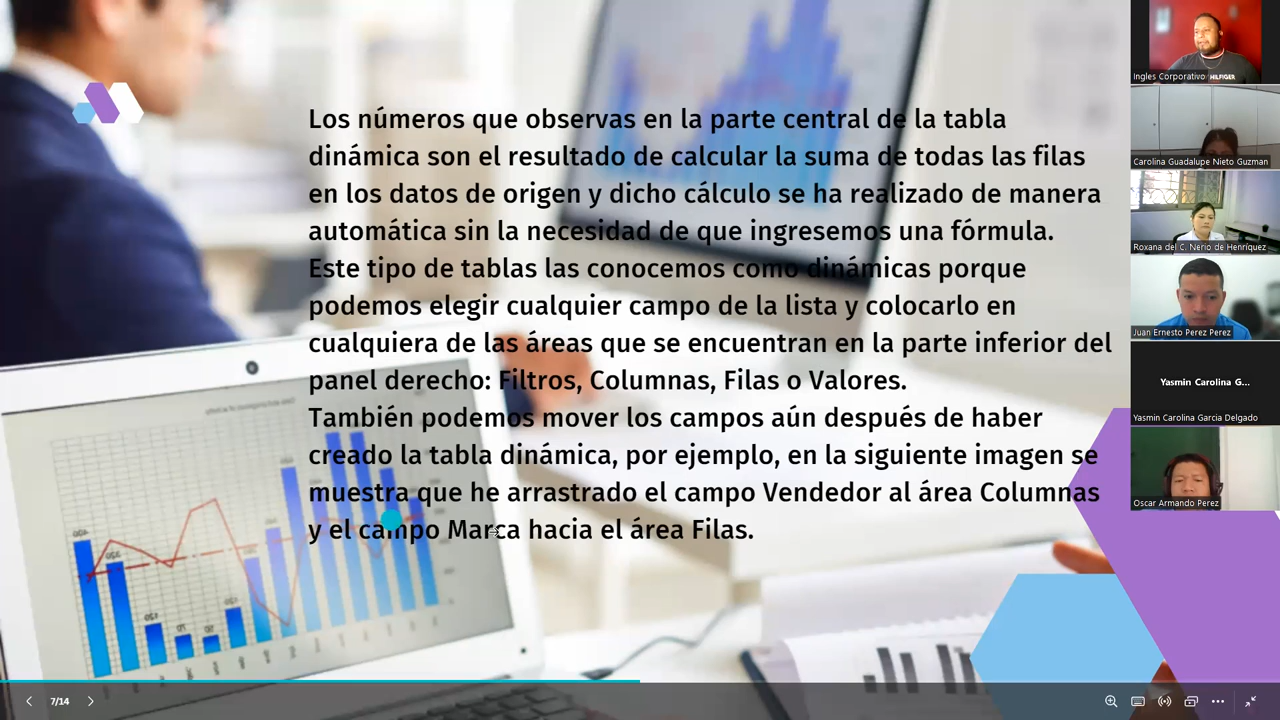 Los números que observas en la parte central de la tabla
dinámica son el resultado de calcular la suma de todas las filas
en los datos de origen y dicho cálculo se ha realizado de manera
automática sin la necesidad de que ingresemos una fórmula.
Este tipo de tablas las conocemos como dinámicas porque
podemos elegir cualquier campo de la lista y colocarlo en
cualquiera de las áreas que se encuentran en la parte inferior del
panel derecho: Filtros, Columnas, Filas o Valores.
También podemos mover los campos aún después de haber
creado la tabla dinámica, por ejemplo, en la siguiente imagen se
muestra que he arrastrado el campo Vendedor al área Columnas
y el campo Marca hacia el área Filas.
Ingles Corporativo
HILFIGER
Carolina Guadalupe Nieto Guzman
Roxana del C. Nerio de Henríquez
Juan Ernesto Perez Perez
Yasmin Carolina G...
Yasmin Carolina Garcia Delgado
Oscar Armando Perez
7/14